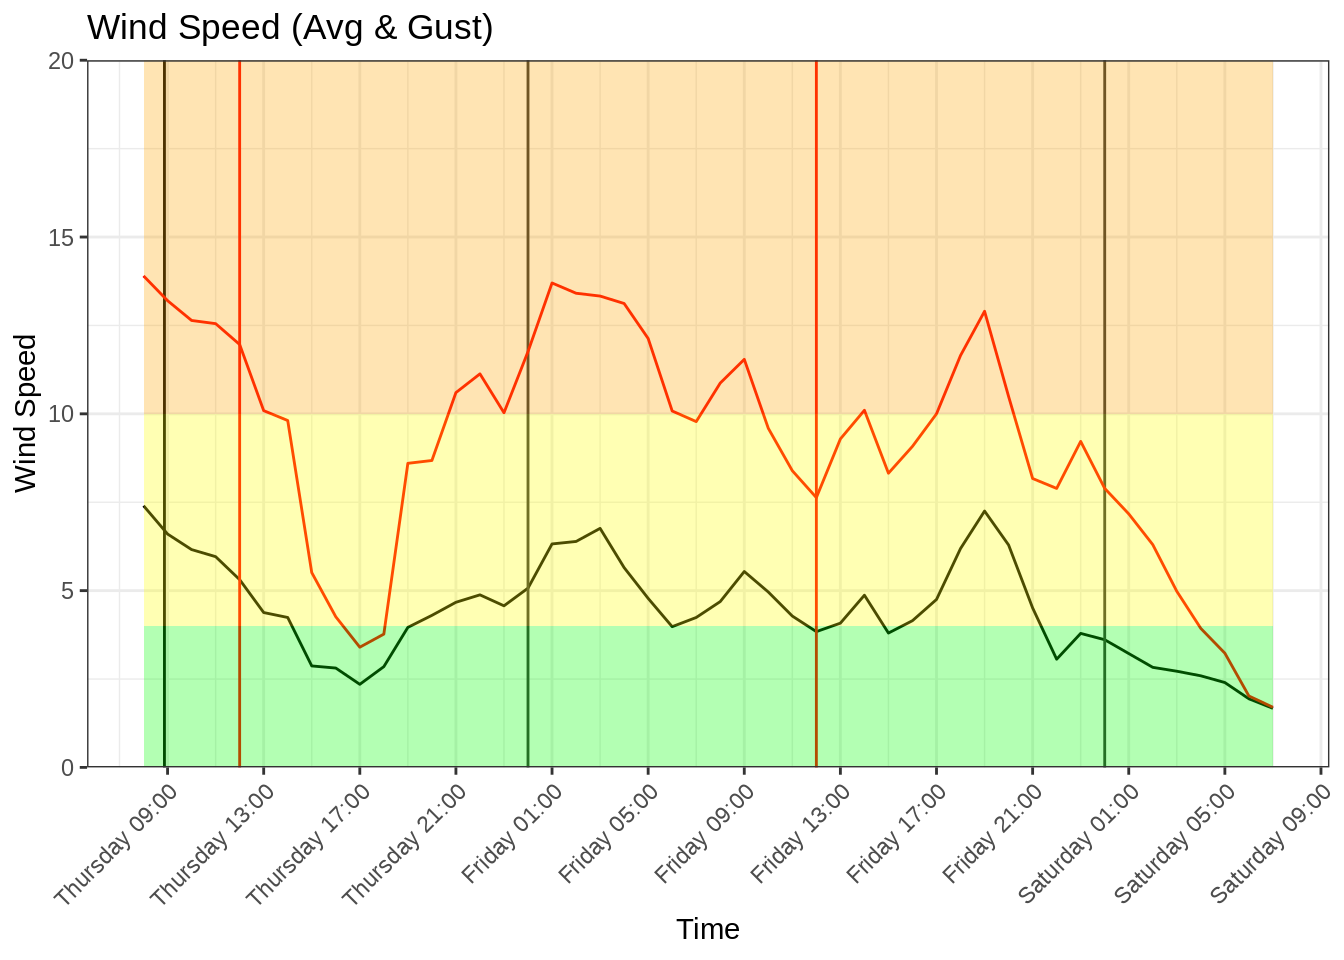 Wind Speed (Avg & Gust)
20
15
10
5
0
Wind Speed
Thursday 09:00
Thursday 13:00
Thursday 17:00
Thursday 21:00
Friday 01:00
Friday 05:00
Friday 09:00
Friday 13:00
Friday 17:00
Friday 21:00
Saturday 01:00
Saturday 05:00
Saturday 09:00
Time